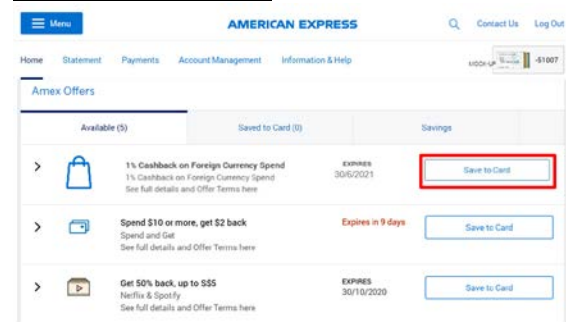 Menu
AMERICAN EXPRESS
Contact Us
Log Out
Home
Statement
Payments
Account Management
Information & Help
MOCK-UP
-51007
Amex Offers
Available (5)
Saved to Card (0)
Savings
1% Cashback on Foreign Currency Spend
1% Cashback on Foreign Currency Spend
See full details and Offer Terms here
EXPIRES
30/6/2021
Save to Card
Spend $10 or more, get $2 back
Spend and Get
See full details and Offer Terms here
Expires in 9 days
Save to Card
Get 50% back, up to S$5
Netflix & Spotify
See full details and Offer Terms here
EXPIRES
30/10/2020
Save to Card